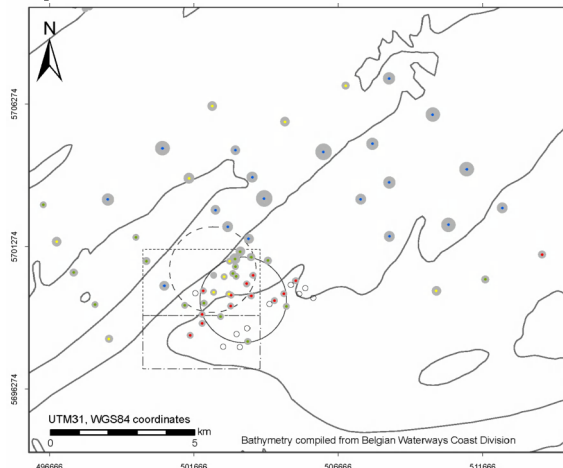 N
5706274
5701274
5696274
UTM31, WGS84 coordinates
km
0 5
Bathymetry compiled from Belgian Waterways Coast Division
496666 501666 506666 511666